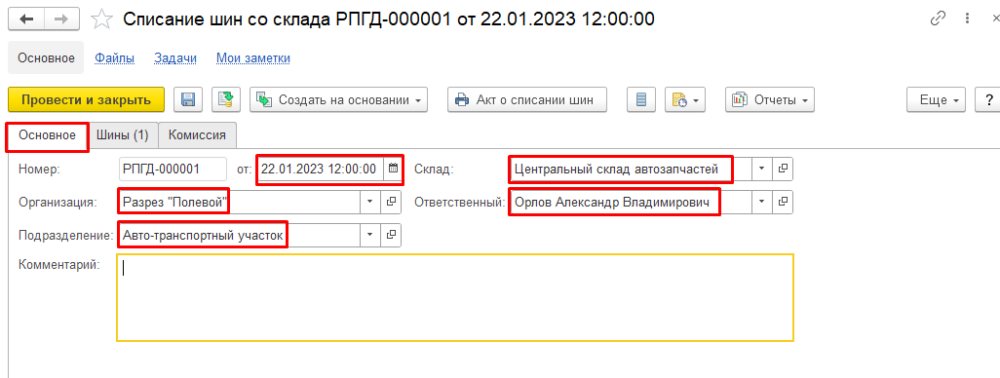 Списание шин со склада РПГД-000001 от 22.01.2023 12:00:00
Основное Файлы Задачи Мои заметки
Провести и закрыть Создать на основании Акт о списании шин Отчеты Еще ?
Основное Шины (1) Комиссия
Номер: РПГД-000001 от: 22.01.2023 12:00:00 Склад: Центральный склад автозапчастей
Организация: Разрез "Полевой" Ответственный: Орлов Александр Владимирович
Подразделение: Авто-транспортный участок
Комментарий: